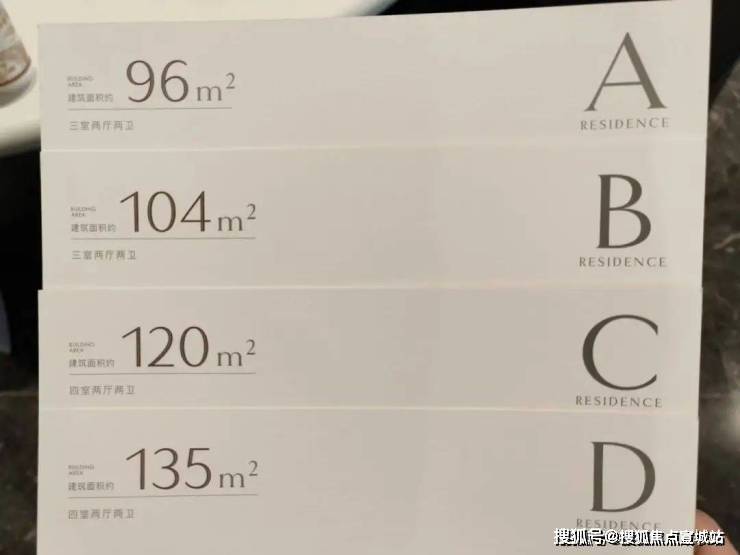 BUILDING
AREA
建筑面积约 96m²
三室两厅两卫
A
RESIDENCE
BUILDING
AREA
建筑面积约 104m²
三室两厅两卫
B
RESIDENCE
BUILDING
AREA
建筑面积约 120m²
四室两厅两卫
C
RESIDENCE
BUILDING
AREA
建筑面积约 135m²
四室两厅两卫
D
RESIDENCE
搜狐号@搜狐焦点宣城站